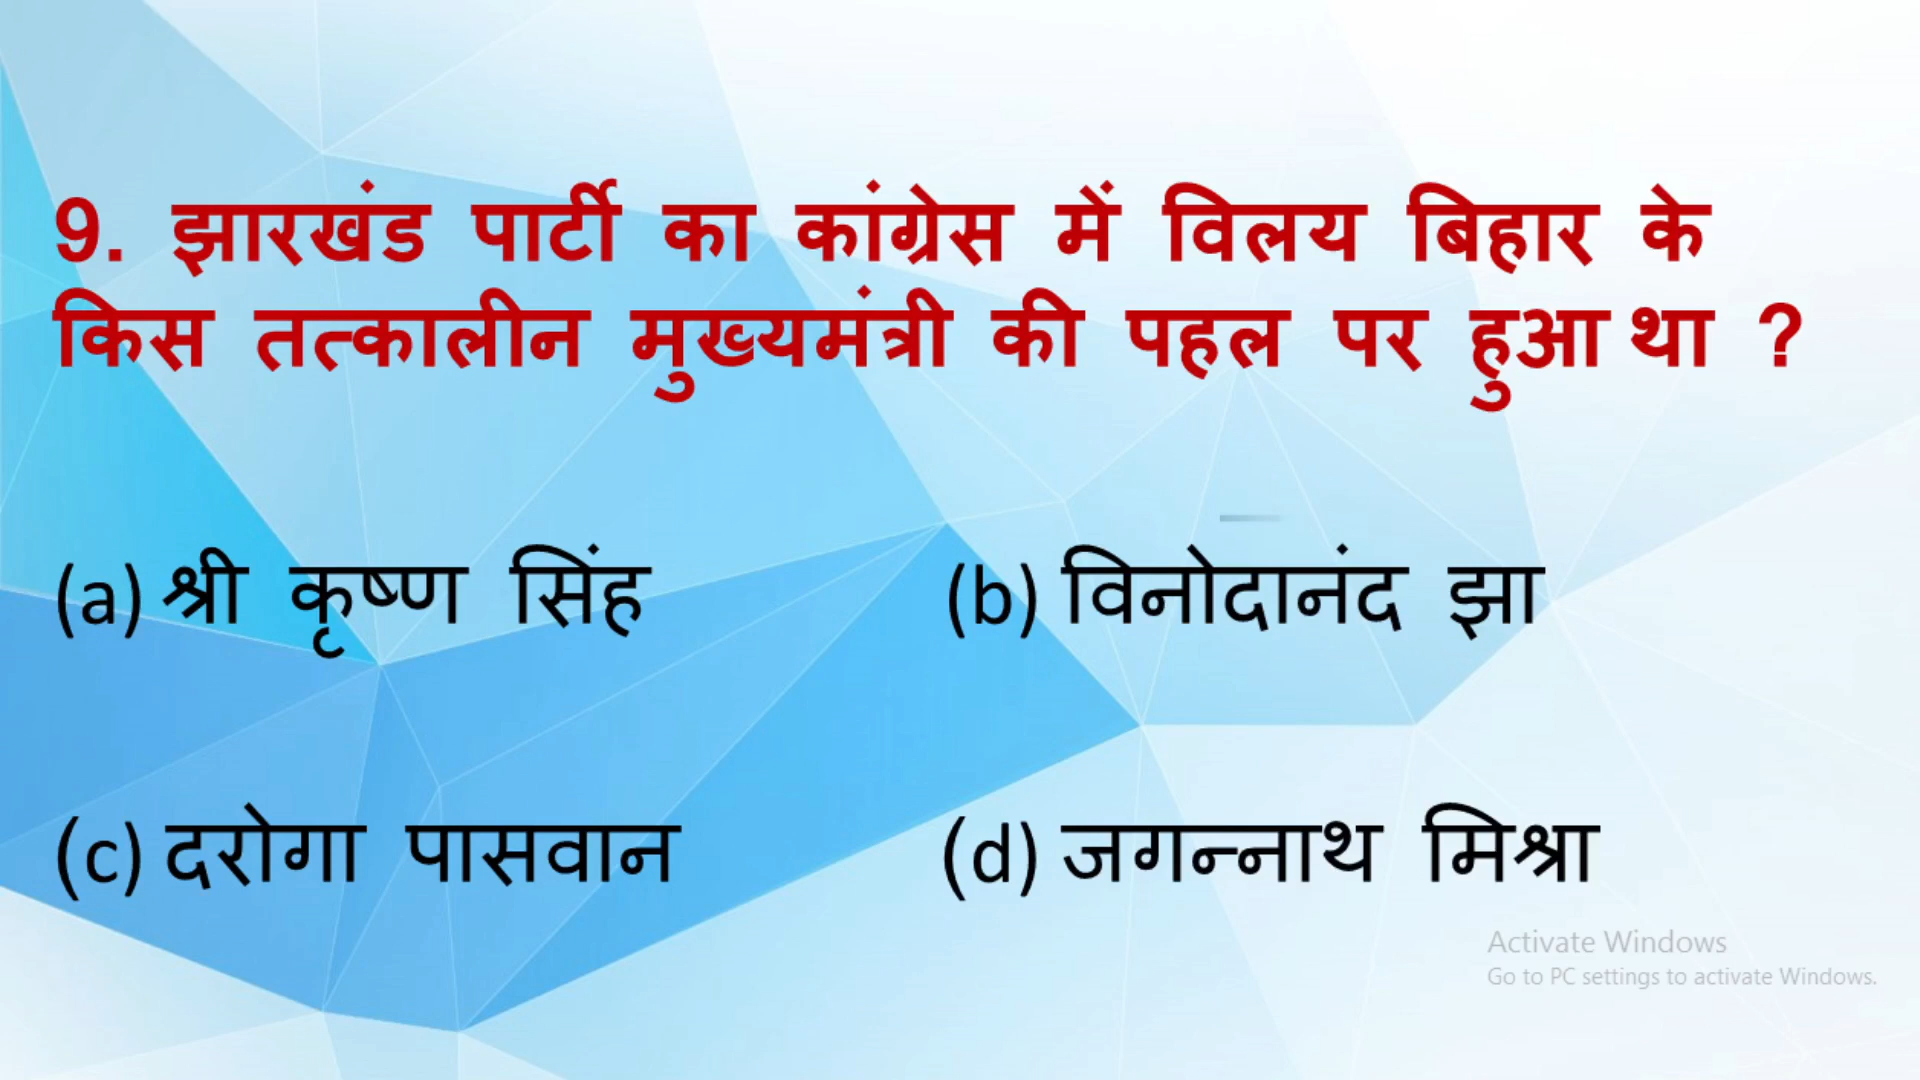 9. झारखंड पार्टी का कांग्रेस में विलय बिहार के
किस तत्कालीन मुख्यमंत्री की पहल पर हुआ था ?
(a) श्री कृष्ण सिंह (b) विनोदानंद झा
(c) दरोगा पासवान (d) जगन्नाथ मिश्रा
Activate Windows
Go to PC settings to activate Windows.